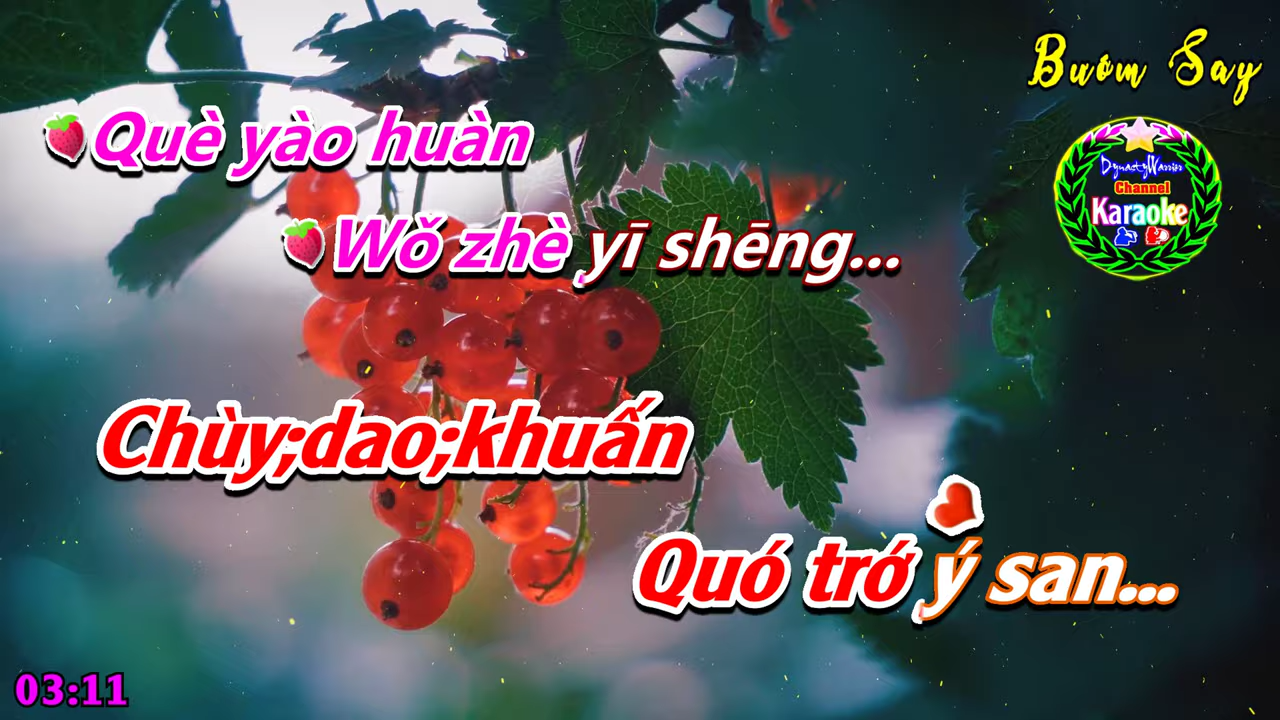 Bướm Say
Què yào huàn
DynastyWarrior
Channel
Karaoke
Wǒ zhè yī shēng...
Chùy;dao;khuấn
Quó trớ ý san...
03:11